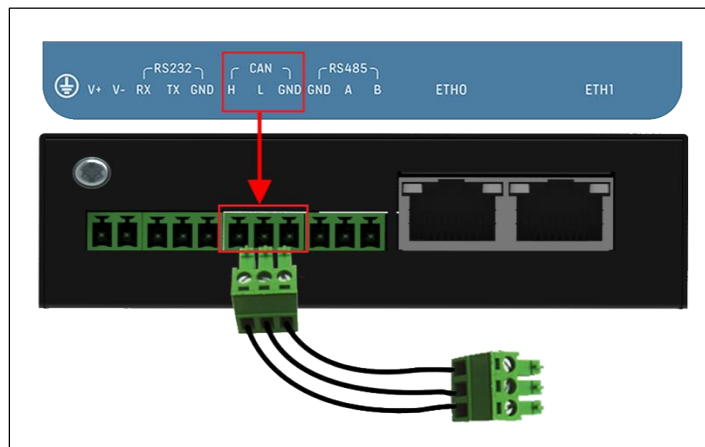 RS232 CAN RS485
V+ V- RX TX GND H L GND GND A B ETH0 ETH1